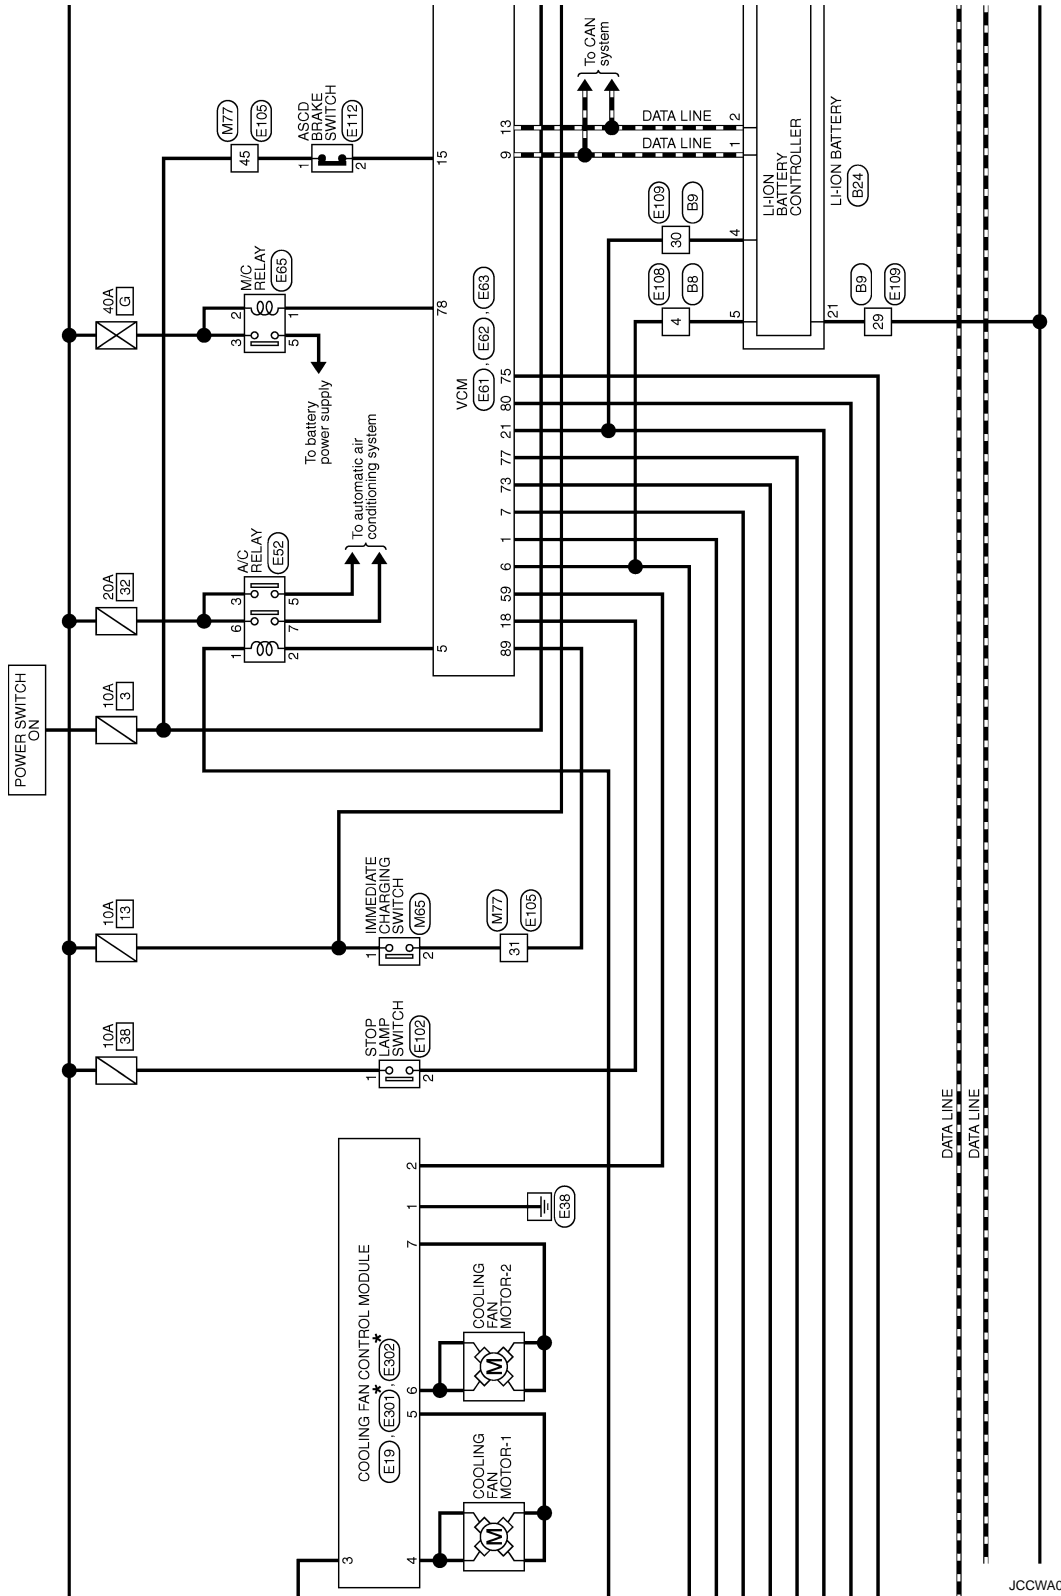 To CAN
system
13
DATA LINE
2
9
DATA LINE
1
LI-ION
BATTERY
CONTROLLER
LI-ION BATTERY
B24
M77
E105
45
ASCD
BRAKE
SWITCH
E112
1
2
15
E109
B9
30
4
E108
B8
4
5
21
B9
E109
29
40A
G
M/C
RELAY
E65
2
1
3
5
78
To battery
power supply
VCM
E61 , E62 , E63
75
80
21
77
73
7
1
6
59
18
89
To automatic air
conditioning system
20A
32
A/C
RELAY
E52
3
5
6
7
1
2
5
POWER SWITCH
ON
10A
3
10A
13
IMMEDIATE
CHARGING
SWITCH
M65
1
2
M77
E105
31
10A
38
STOP
LAMP
SWITCH
E102
1
2
DATA LINE
DATA LINE
COOLING FAN CONTROL MODULE
E19 , E301* , E302*
2
1
E38
7
COOLING
FAN
MOTOR-2
M
6
5
COOLING
FAN
MOTOR-1
M
3
4